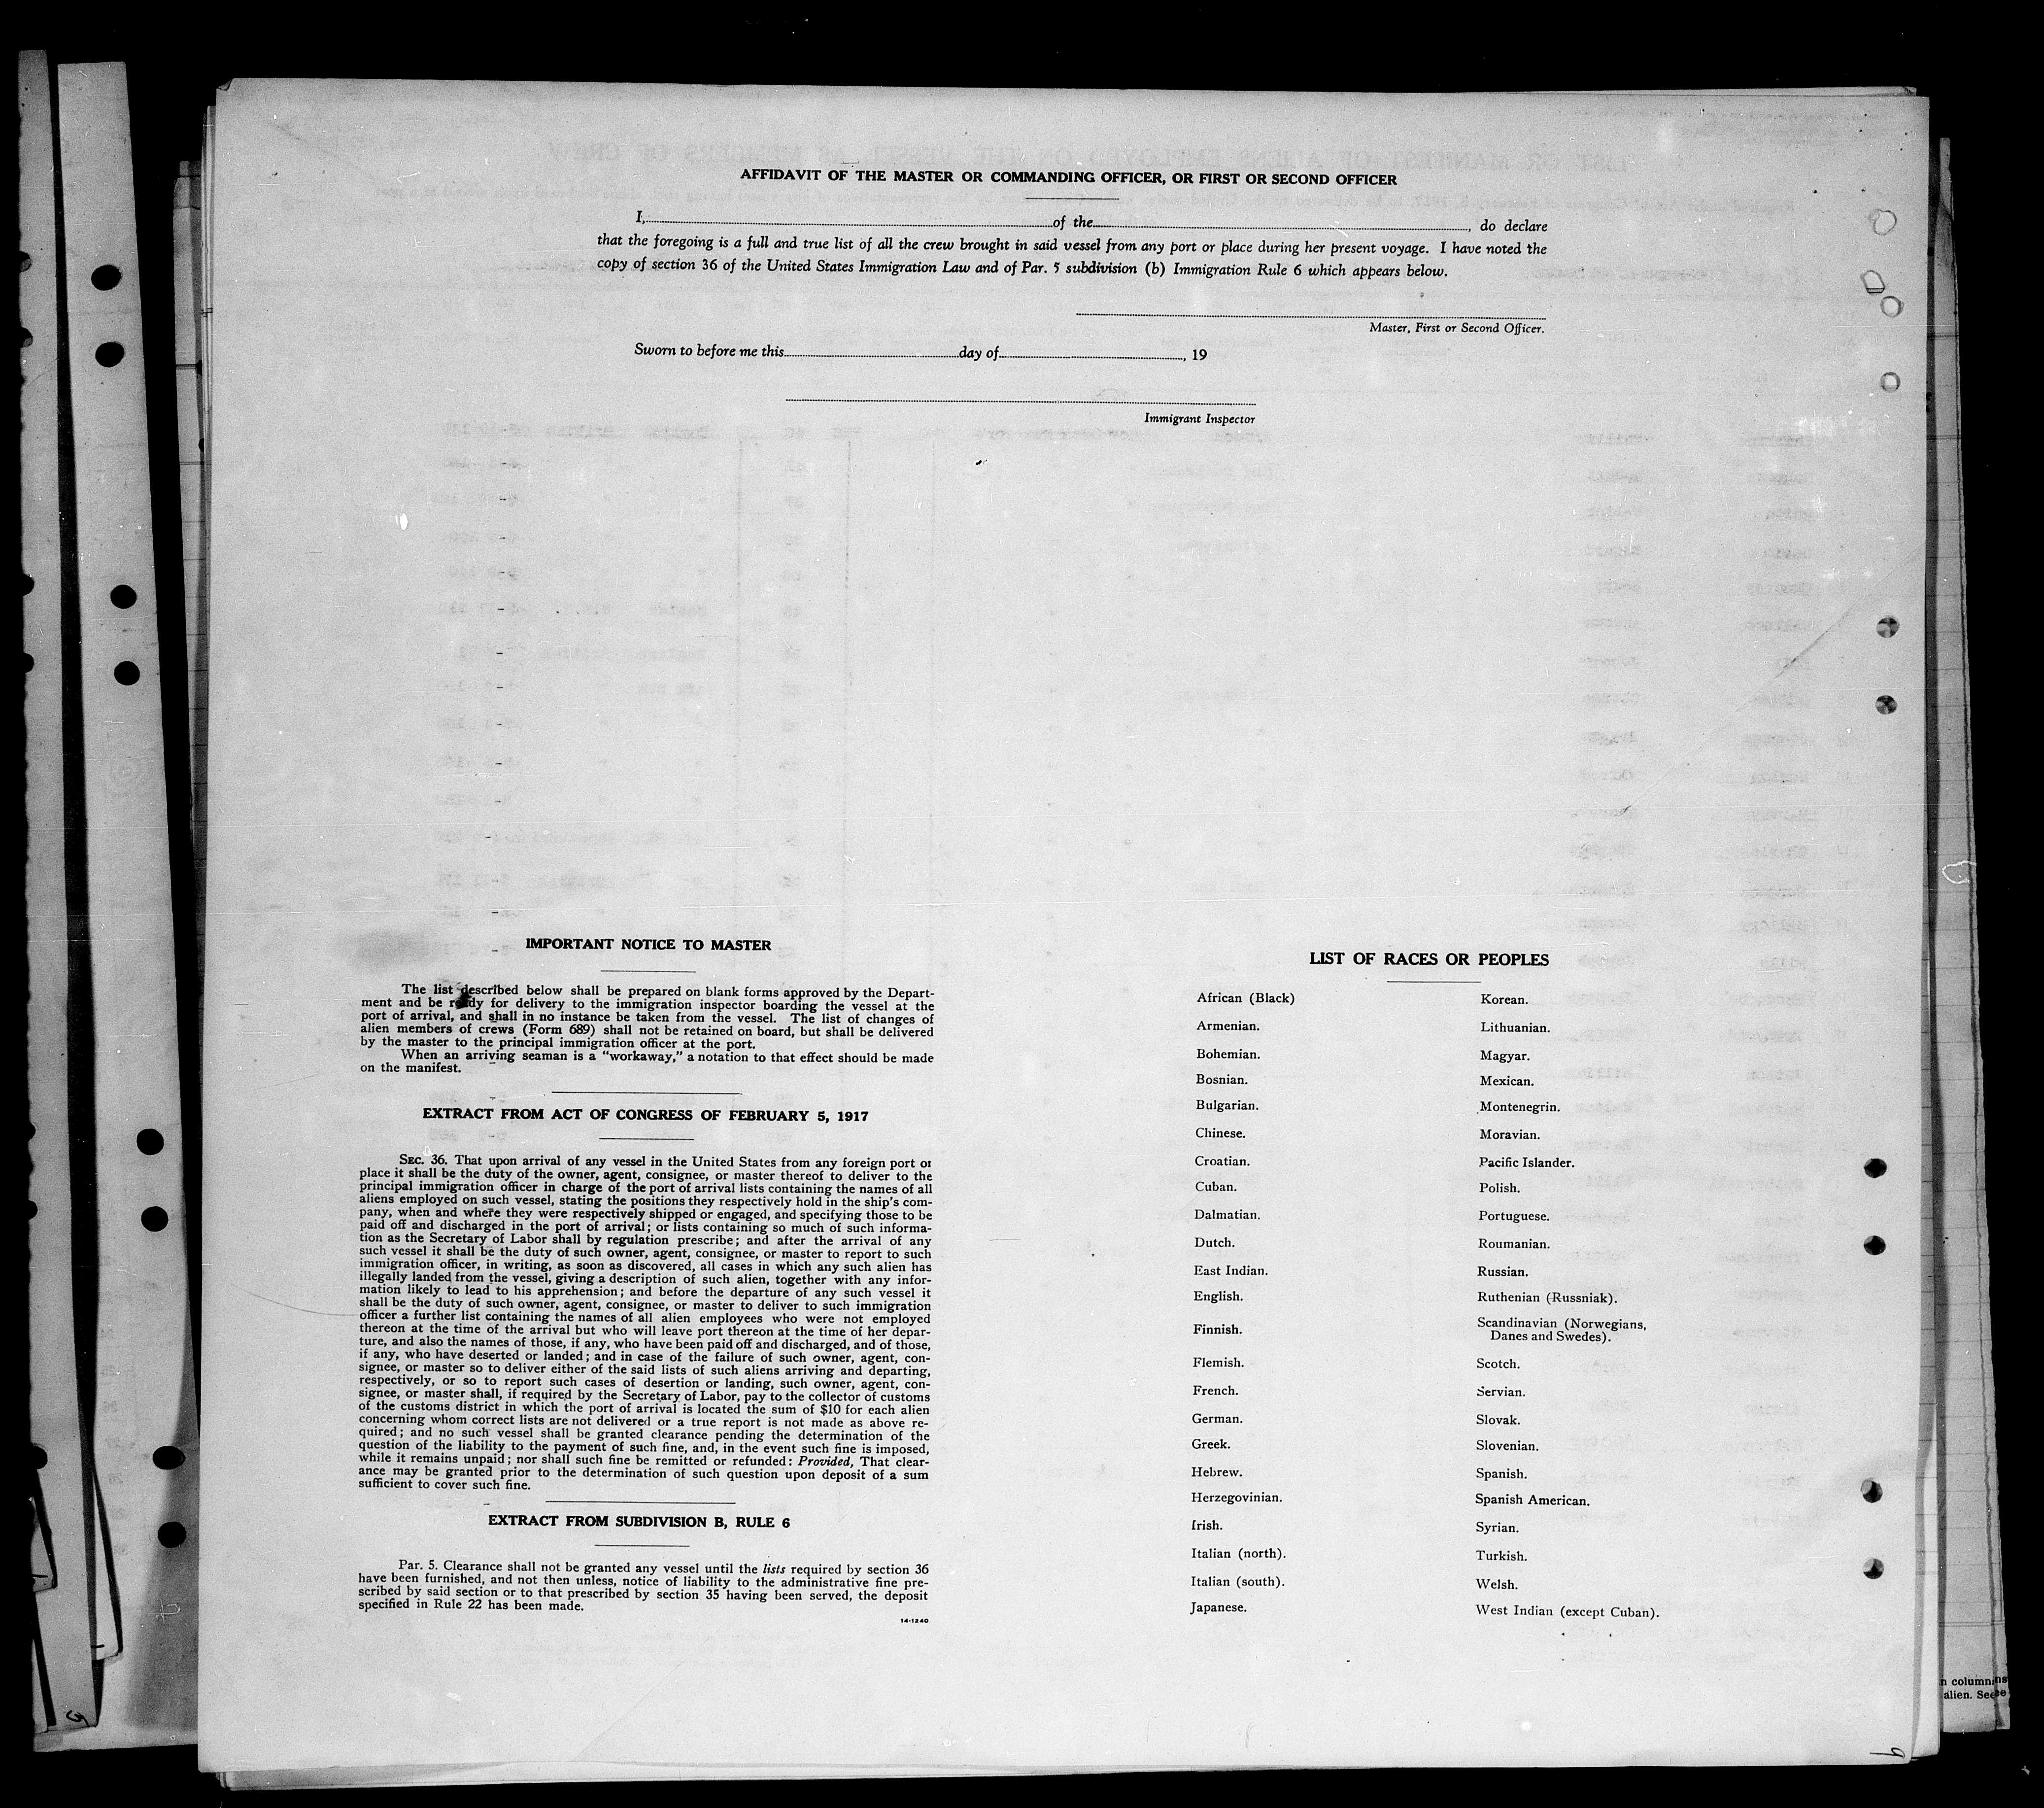 AFFIDAVIT OF THE MASTER OR COMMANDING OFFICER, OR FIRST OR SECOND OFFICER
I, of the , do declare
that the foregoing is a full and true list of all the crew brought in said vessel from any port or place during her present voyage. I have noted the
copy of section 36 of the United States Immigration Law and of Par. 5 subdivision (b) Immigration Rule 6 which appears below.
Master, First or Second Officer.
Sworn to before me this day of , 19
Immigrant Inspector
IMPORTANT NOTICE TO MASTER
The list described below shall be prepared on blank forms approved by the Depart-
ment and be ready for delivery to the immigration inspector boarding the vessel at the
port of arrival, and shall in no instance be taken from the vessel. The list of changes of
alien members of crews (Form 689) shall not be retained on board, but shall be delivered
by the master to the principal immigration officer at the port.
When an arriving seaman is a "workaway," a notation to that effect should be made
on the manifest.
EXTRACT FROM ACT OF CONGRESS OF FEBRUARY 5, 1917
SEC. 36. That upon arrival of any vessel in the United States from any foreign port or
place it shall be the duty of the owner, agent, consignee, or master thereof to deliver to the
principal immigration officer in charge of the port of arrival lists containing the names of all
aliens employed on such vessel, stating the positions they respectively hold in the ship's com-
pany, when and where they were respectively shipped or engaged, and specifying those to be
paid off and discharged in the port of arrival; or lists containing so much of such informa-
tion as the Secretary of Labor shall by regulation prescribe; and after the arrival of any
such vessel it shall be the duty of such owner, agent, consignee, or master to report to such
immigration officer, in writing, as soon as discovered, all cases in which any such alien has
illegally landed from the vessel, giving a description of such alien, together with any infor-
mation likely to lead to his apprehension; and before the departure of any such vessel it
shall be the duty of such owner, agent, consignee, or master to deliver to such immigration
officer a further list containing the names of all alien employees who were not employed
thereon at the time of the arrival but who will leave port thereon at the time of her depar-
ture, and also the names of those, if any, who have been paid off and discharged, and of those,
if any, who have deserted or landed; and in case of the failure of such owner, agent, con-
signee, or master so to deliver either of the said lists of such aliens arriving and departing,
respectively, or so to report such cases of desertion or landing, such owner, agent, con-
signee, or master shall, if required by the Secretary of Labor, pay to the collector of customs
of the customs district in which the port of arrival is located the sum of $10 for each alien
concerning whom correct lists are not delivered or a true report is not made as above re-
quired; and no such vessel shall be granted clearance pending the determination of the
question of the liability to the payment of such fine, and, in the event such fine is imposed,
while it remains unpaid; nor shall such fine be remitted or refunded: Provided, That clear-
ance may be granted prior to the determination of such question upon deposit of a sum
sufficient to cover such fine.
EXTRACT FROM SUBDIVISION B, RULE 6
Par. 5. Clearance shall not be granted any vessel until the lists required by section 36
have been furnished, and not then unless, notice of liability to the administrative fine pre-
scribed by said section or to that prescribed by section 35 having been served, the deposit
specified in Rule 22 has been made.
14-1240
LIST OF RACES OR PEOPLES
African (Black)
Armenian.
Bohemian.
Bosnian.
Bulgarian.
Chinese.
Croatian.
Cuban.
Dalmatian.
Dutch.
East Indian.
English.
Finnish.
Flemish.
French.
German.
Greek.
Hebrew.
Herzegovinian.
Irish.
Italian (north).
Italian (south).
Japanese.
Korean.
Lithuanian.
Magyar.
Mexican.
Montenegrin.
Moravian.
Pacific Islander.
Polish.
Portuguese.
Roumanian.
Russian.
Ruthenian (Russniak).
Scandinavian (Norwegians,
Danes and Swedes).
Scotch.
Servian.
Slovak.
Slovenian.
Spanish.
Spanish American.
Syrian.
Turkish.
Welsh.
West Indian (except Cuban).
n columns
alien. See